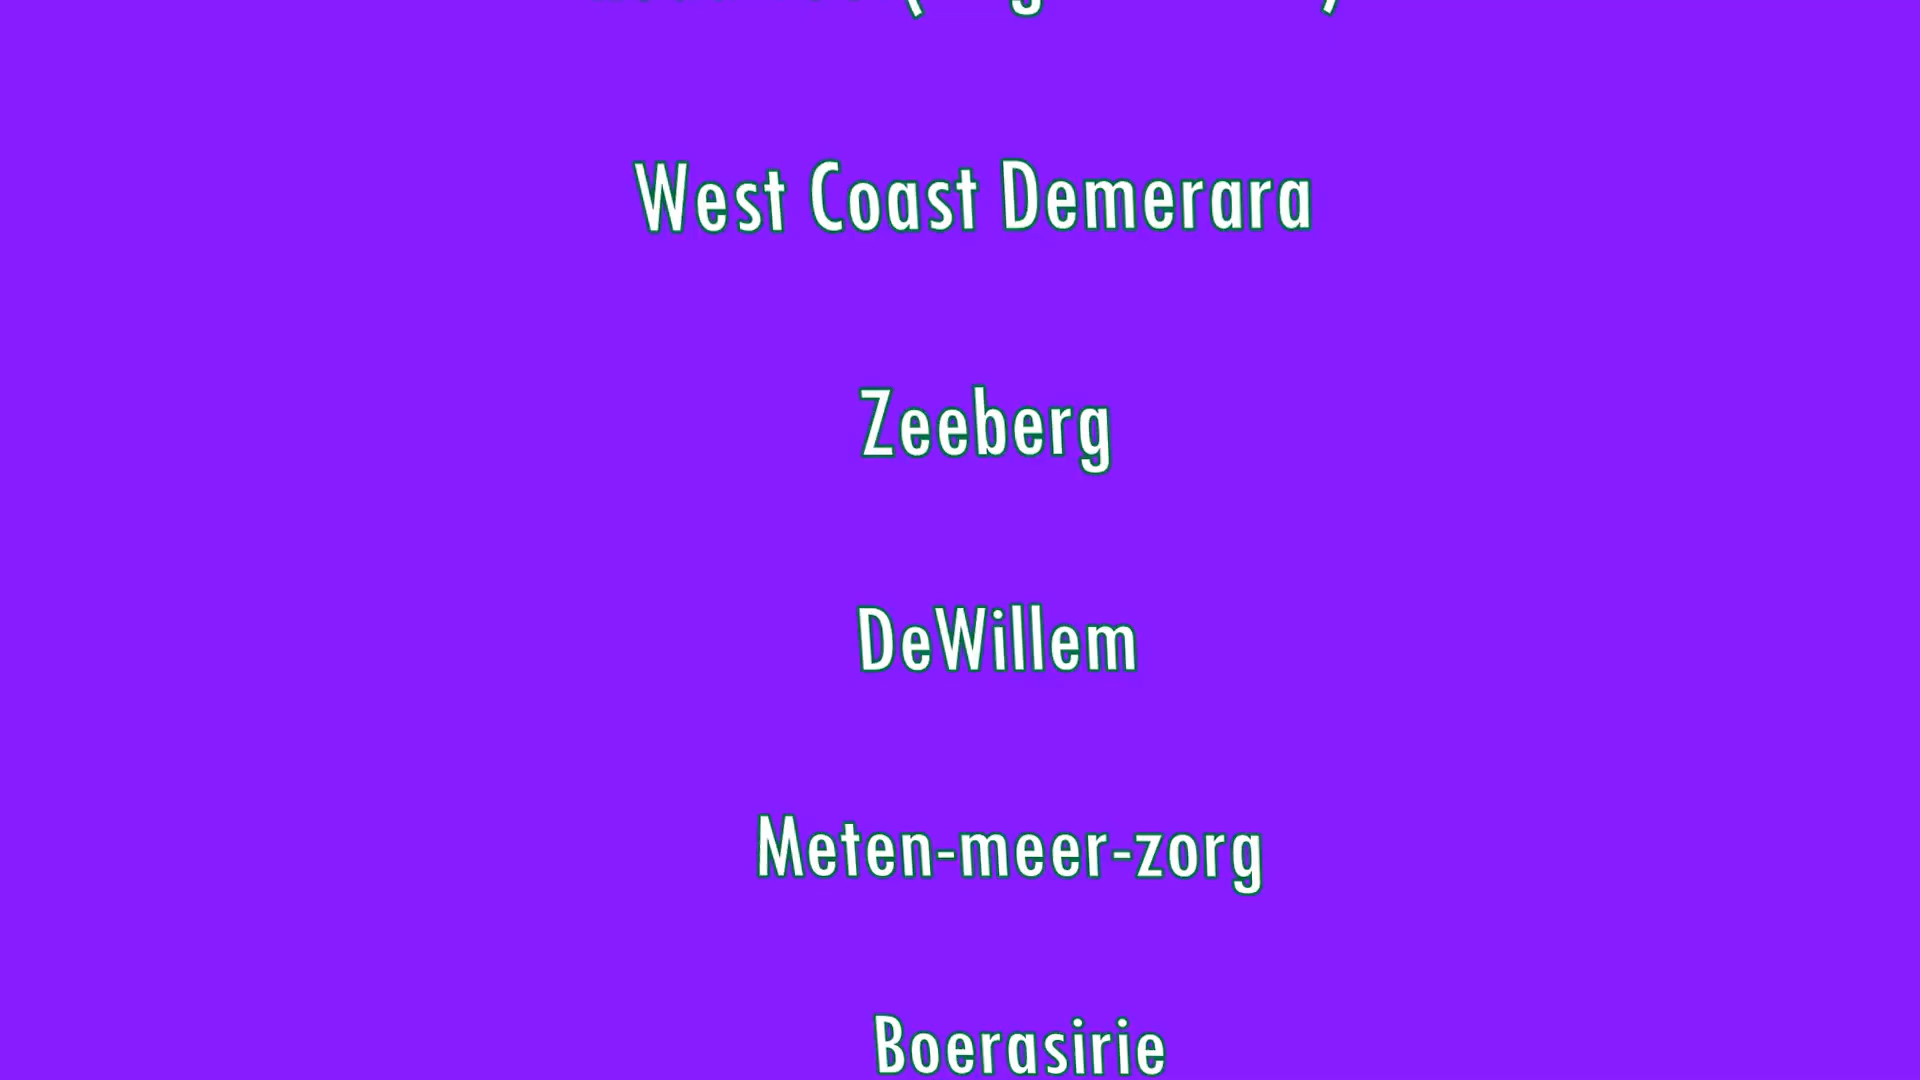 West Coast Demerara
Zeeberg
DeWillem
Meten-meer-zorg
Boerasirie